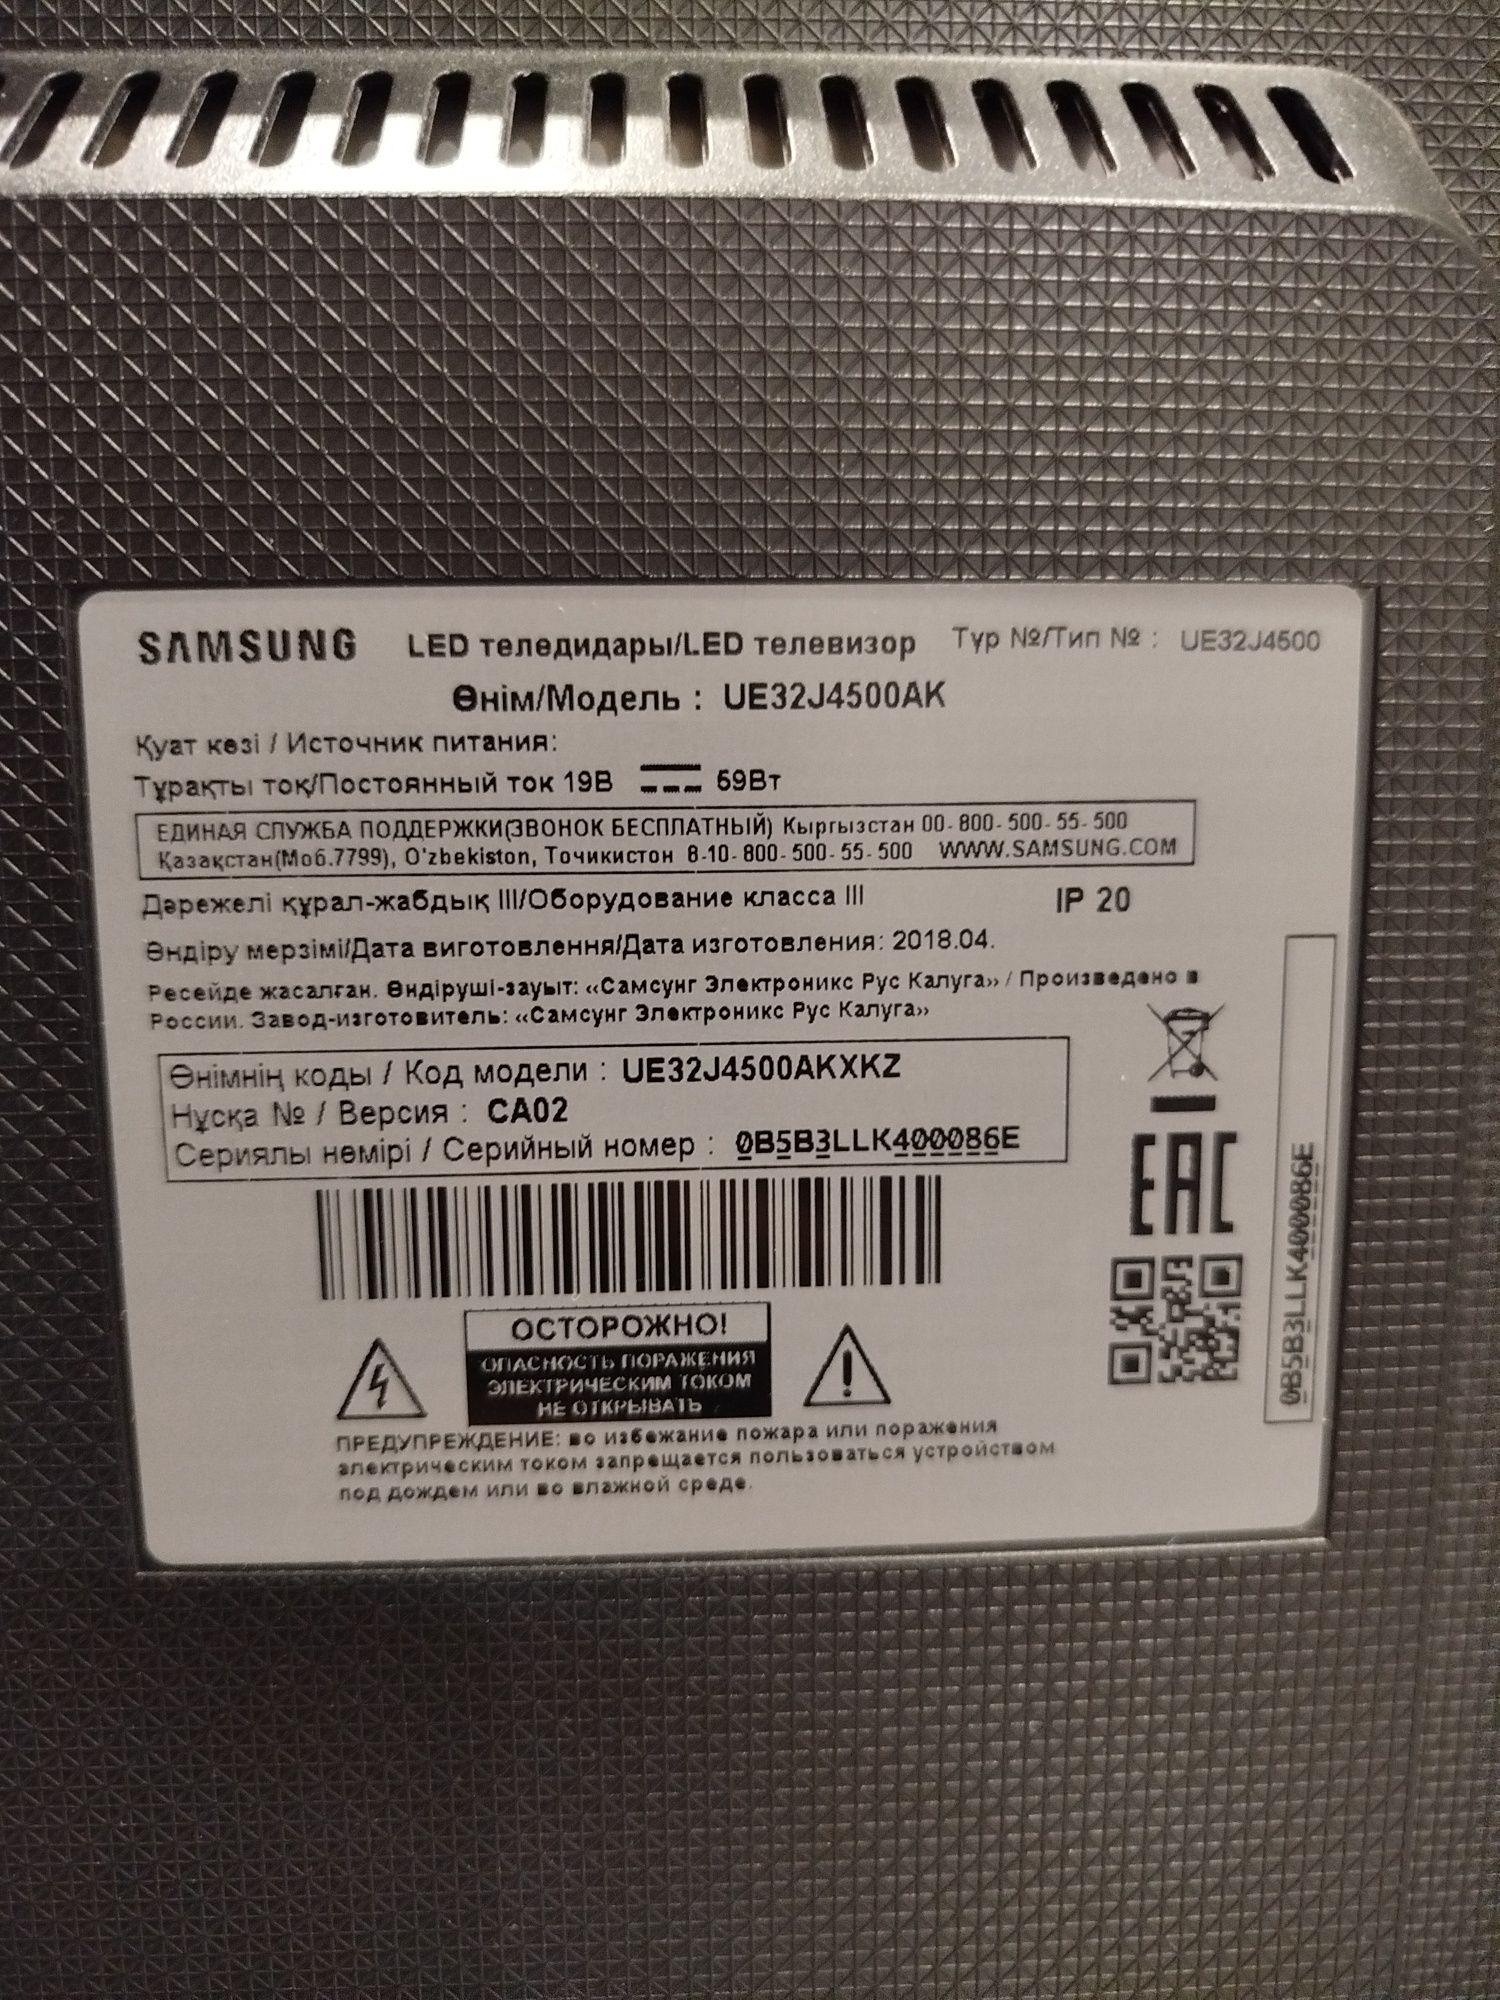 SAMSUNG LED теледидары/LED телевизор Түр №/Тип № : UE32J4500
Өнім/Модель : UE32J4500AK
Қуат көзі / Источник питания:
Тұрақты тоқ/Постоянный ток 19В 59Вт
ЕДИНАЯ СЛУЖБА ПОДДЕРЖКИ(ЗВОНОК БЕСПЛАТНЫЙ) Кыргызстан 00-800-500-55-500
Қазақстан(Моб.7799), O'zbekiston, Точикистон 8-10-800-500-55-500 WWW.SAMSUNG.COM
Дәрежелі құрал-жабдық III/Оборудование класса III IP 20
Өндіру мерзімі/Дата виготовлення/Дата изготовления: 2018.04.
Ресейде жасалған. Өндіруші-зауыт: «Самсунг Электроникс Рус Калуга» / Произведено в
России. Завод-изготовитель: «Самсунг Электроникс Рус Калуга»
Өнімнің коды / Код модели : UE32J4500AKXKZ
Нұсқа № / Версия : CA02
Сериялы нөмірі / Серийный номер : 0B5B3LLK400086E
EAC
0B5B3LLK400086E
ОСТОРОЖНО!
ОПАСНОСТЬ ПОРАЖЕНИЯ
ЭЛЕКТРИЧЕСКИМ ТОКОМ
НЕ ОТКРЫВАТЬ
ПРЕДУПРЕЖДЕНИЕ: во избежание пожара или поражения
электрическим током запрещается пользоваться устройством
под дождем или во влажной среде.